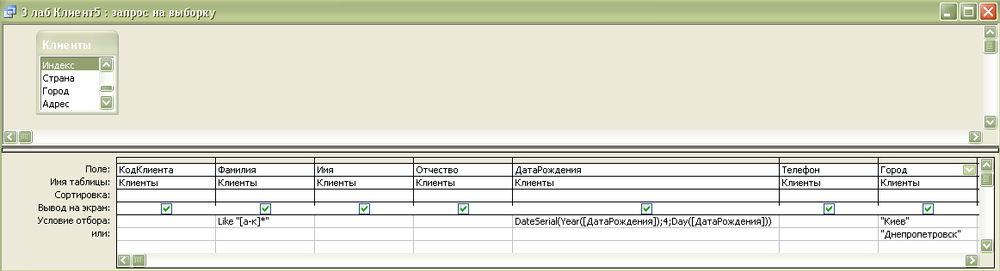 3 лаб Клиент5 : запрос на выборку
Клиенты
Индекс
Страна
Город
Адрес
Поле: КодКлиента Фамилия Имя Отчество ДатаРождения Телефон Город
Имя таблицы: Клиенты Клиенты Клиенты Клиенты Клиенты Клиенты Клиенты
Сортировка:
Вывод на экран:
Условие отбора: Like "[а-к]*" DateSerial(Year([ДатаРождения]);4;Day([ДатаРождения])) "Киев"
или: "Днепропетровск"